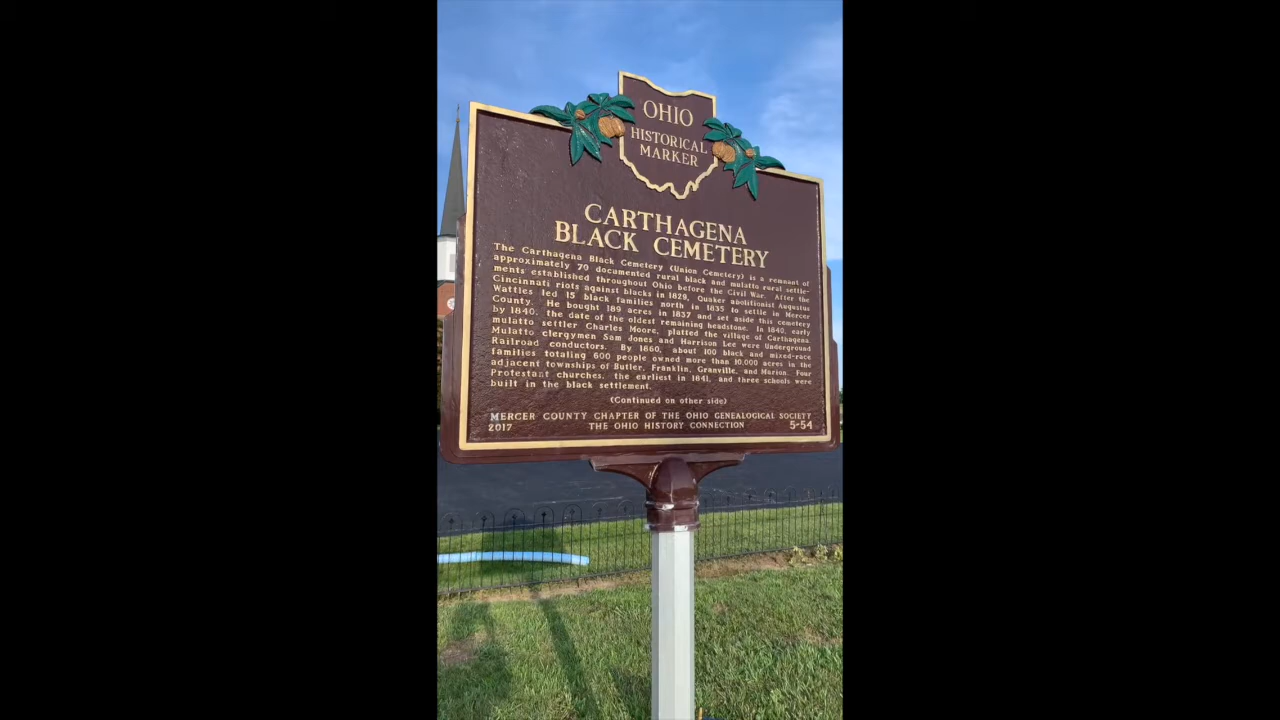 OHIO
HISTORICAL
MARKER
CARTHAGENA
BLACK CEMETERY
The Carthagena Black Cemetery (Union Cemetery) is a remnant of
approximately 70 documented rural black and mulatto rural settle-
ments established throughout Ohio before the Civil War. After the
Cincinnati riots against blacks in 1829, Quaker abolitionist Augustus
Wattles led 15 black families north in 1835 to settle in Mercer
County. He bought 189 acres in 1837 and set aside this cemetery
by 1840, the date of the oldest remaining headstone. In 1840, early
mulatto settler Charles Moore, platted the village of Carthagena.
Mulatto clergymen Sam Jones and Harrison Lee were Underground
Railroad conductors. By 1860, about 100 black and mixed-race
families totaling 600 people owned more than 10,000 acres in the
adjacent townships of Butler, Franklin, Granville, and Marion. Four
Protestant churches, the earliest in 1841, and three schools were
built in the black settlement.
(Continued on other side)
MERCER COUNTY CHAPTER OF THE OHIO GENEALOGICAL SOCIETY
2017 THE OHIO HISTORY CONNECTION 5-54